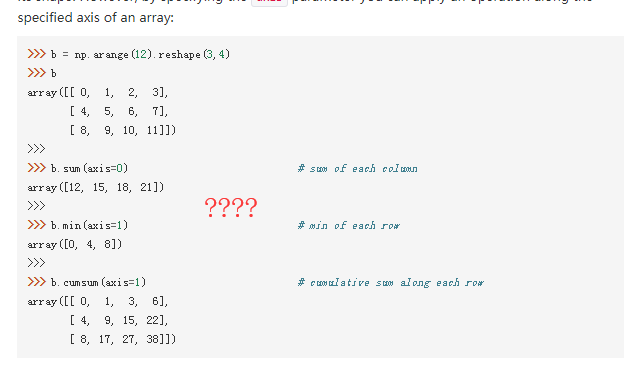 specified axis of an array:
>>> b = np.arange(12).reshape(3,4)
>>> b
array([[ 0, 1, 2, 3],
[ 4, 5, 6, 7],
[ 8, 9, 10, 11]])
>>>
>>> b.sum(axis=0) # sum of each column
array([12, 15, 18, 21])
>>>
????
>>> b.min(axis=1) # min of each row
array([0, 4, 8])
>>>
>>> b.cumsum(axis=1) # cumulative sum along each row
array([[ 0, 1, 3, 6],
[ 4, 9, 15, 22],
[ 8, 17, 27, 38]])